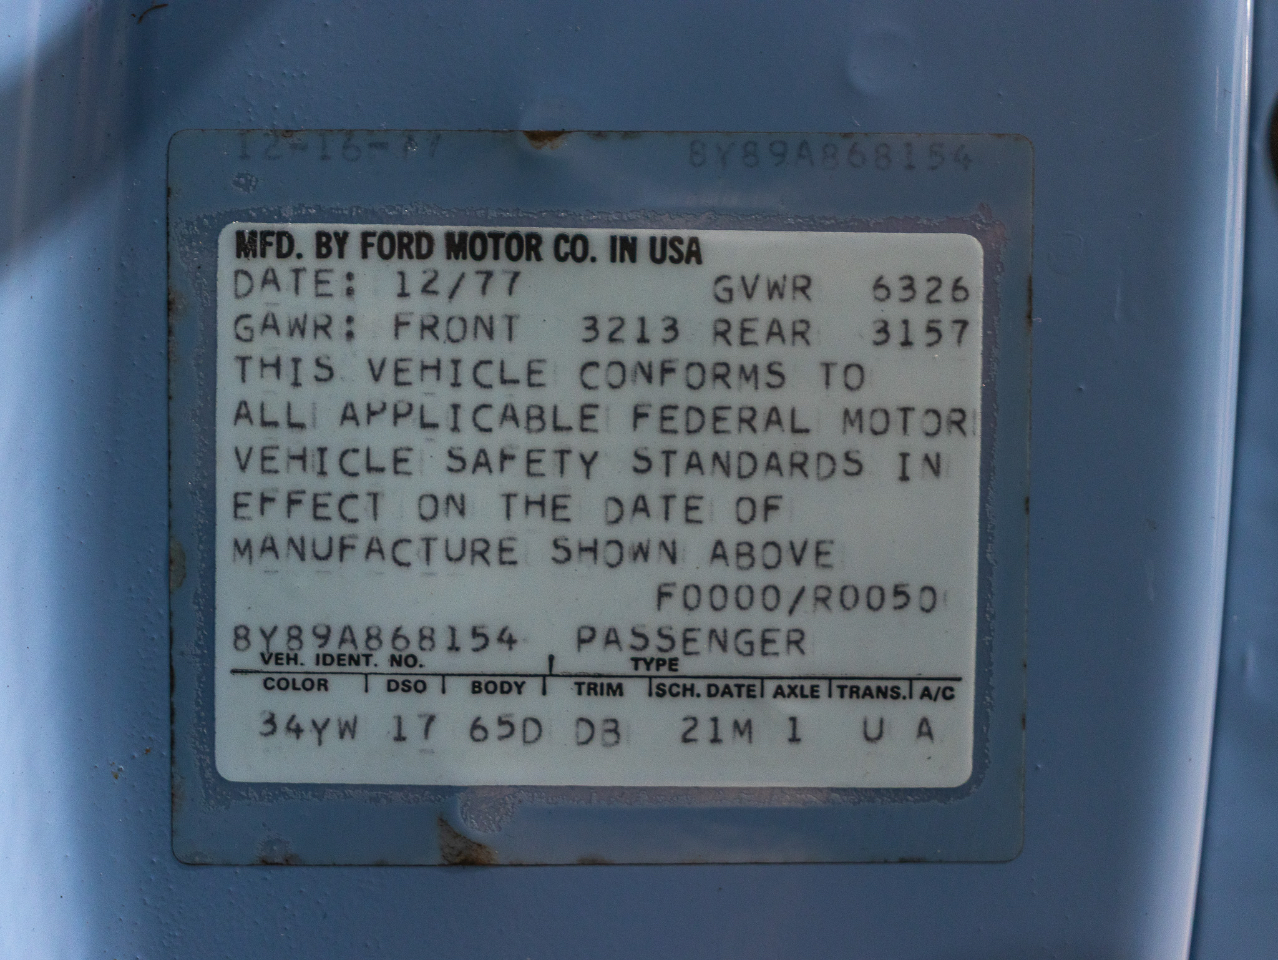 12-16-77 8Y89A868154
MFD. BY FORD MOTOR CO. IN USA
DATE: 12/77 GVWR 6326
GAWR: FRONT 3213 REAR 3157
THIS VEHICLE CONFORMS TO
ALL APPLICABLE FEDERAL MOTOR
VEHICLE SAFETY STANDARDS IN
EFFECT ON THE DATE OF
MANUFACTURE SHOWN ABOVE
F0000/R0050
8Y89A868154 PASSENGER
VEH. IDENT. NO. TYPE
COLOR DSO BODY TRIM SCH. DATE AXLE TRANS. A/C
34YW 17 65D DB 21M 1 U A